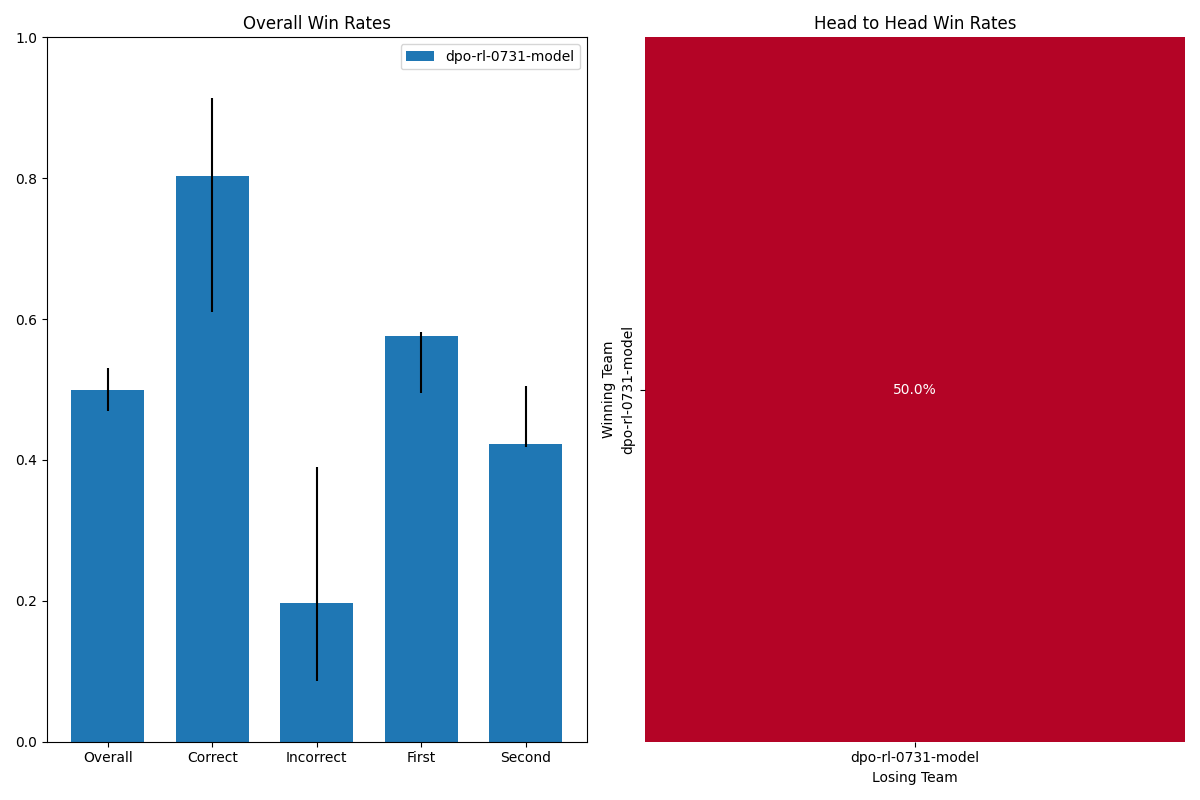 Overall Win Rates
dpo-rl-0731-model
1.0
0.8
0.6
0.4
0.2
0.0
Overall Correct Incorrect First Second
Head to Head Win Rates
Winning Team
dpo-rl-0731-model
50.0%
dpo-rl-0731-model
Losing Team